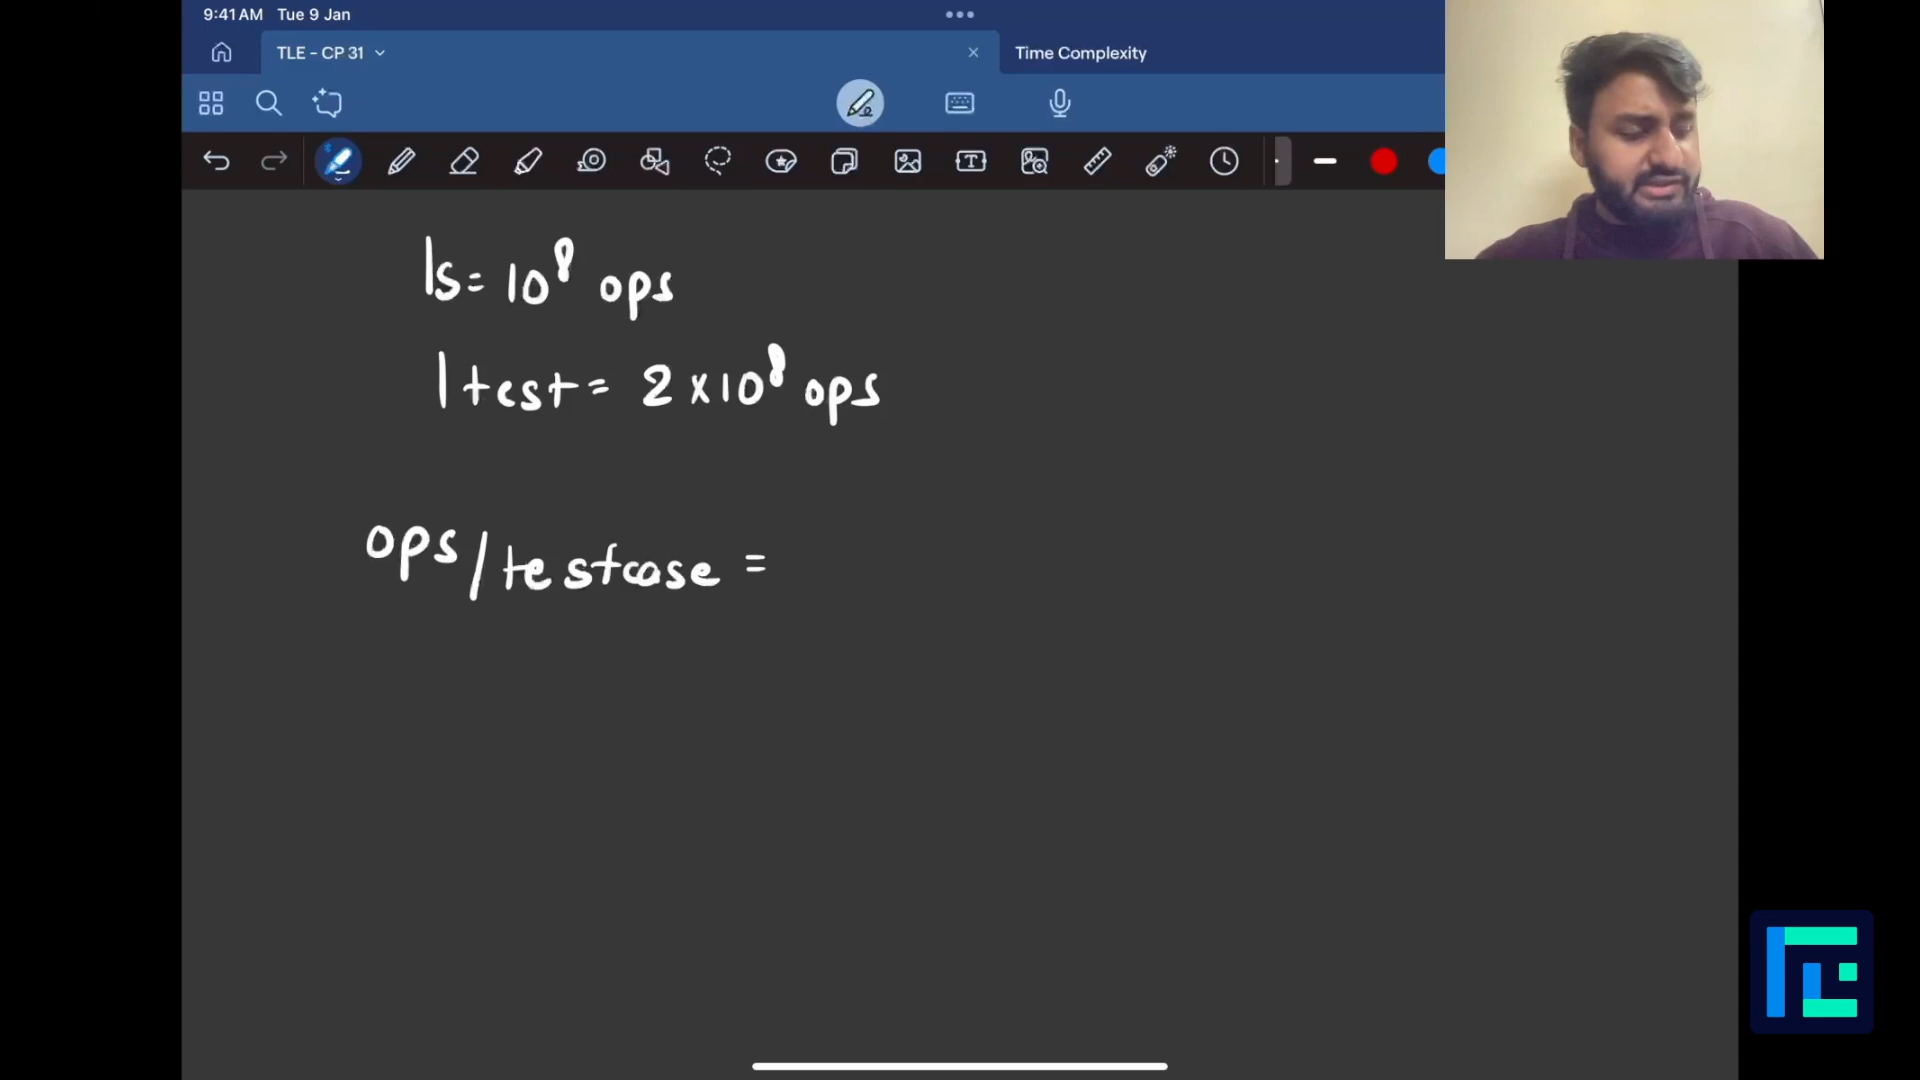 9:41 AM Tue 9 Jan
TLE - CP 31
Time Complexity
1s = 10⁸ ops
1 test = 2 × 10⁸ ops
ops/testcase =